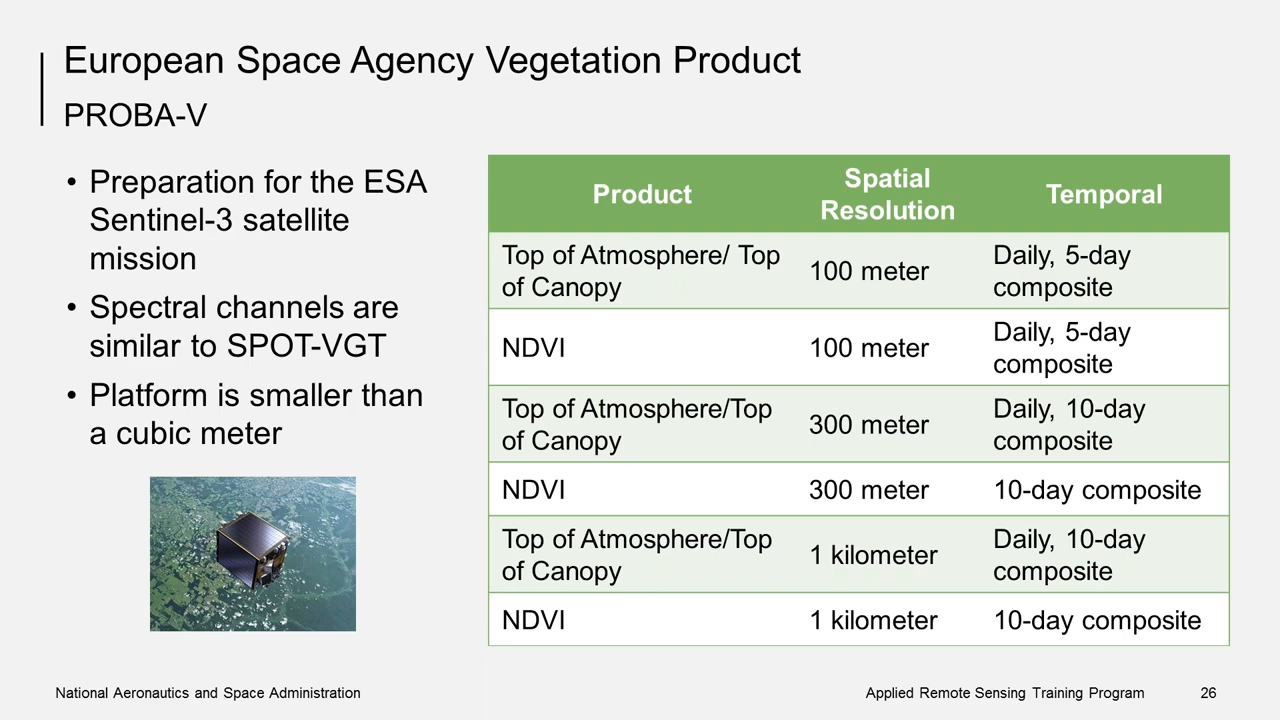 European Space Agency Vegetation Product
PROBA-V
• Preparation for the ESA
Sentinel-3 satellite
mission
• Spectral channels are
similar to SPOT-VGT
• Platform is smaller than
a cubic meter
Product Spatial Resolution Temporal
Top of Atmosphere/ Top of Canopy 100 meter Daily, 5-day composite
NDVI 100 meter Daily, 5-day composite
Top of Atmosphere/Top of Canopy 300 meter Daily, 10-day composite
NDVI 300 meter 10-day composite
Top of Atmosphere/Top of Canopy 1 kilometer Daily, 10-day composite
NDVI 1 kilometer 10-day composite
National Aeronautics and Space Administration Applied Remote Sensing Training Program 26